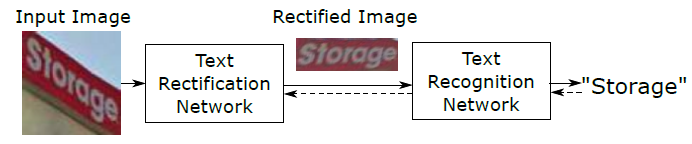 Input Image
Rectified Image
Storage
Text
Rectification
Network
Storage
Text
Recognition
Network
"Storage"